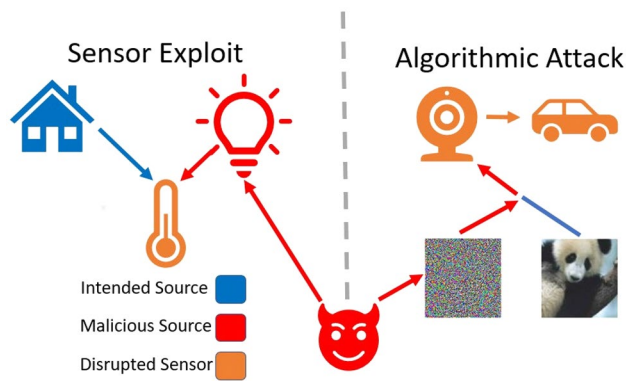 Sensor Exploit
Algorithmic Attack
Intended Source
Malicious Source
Disrupted Sensor